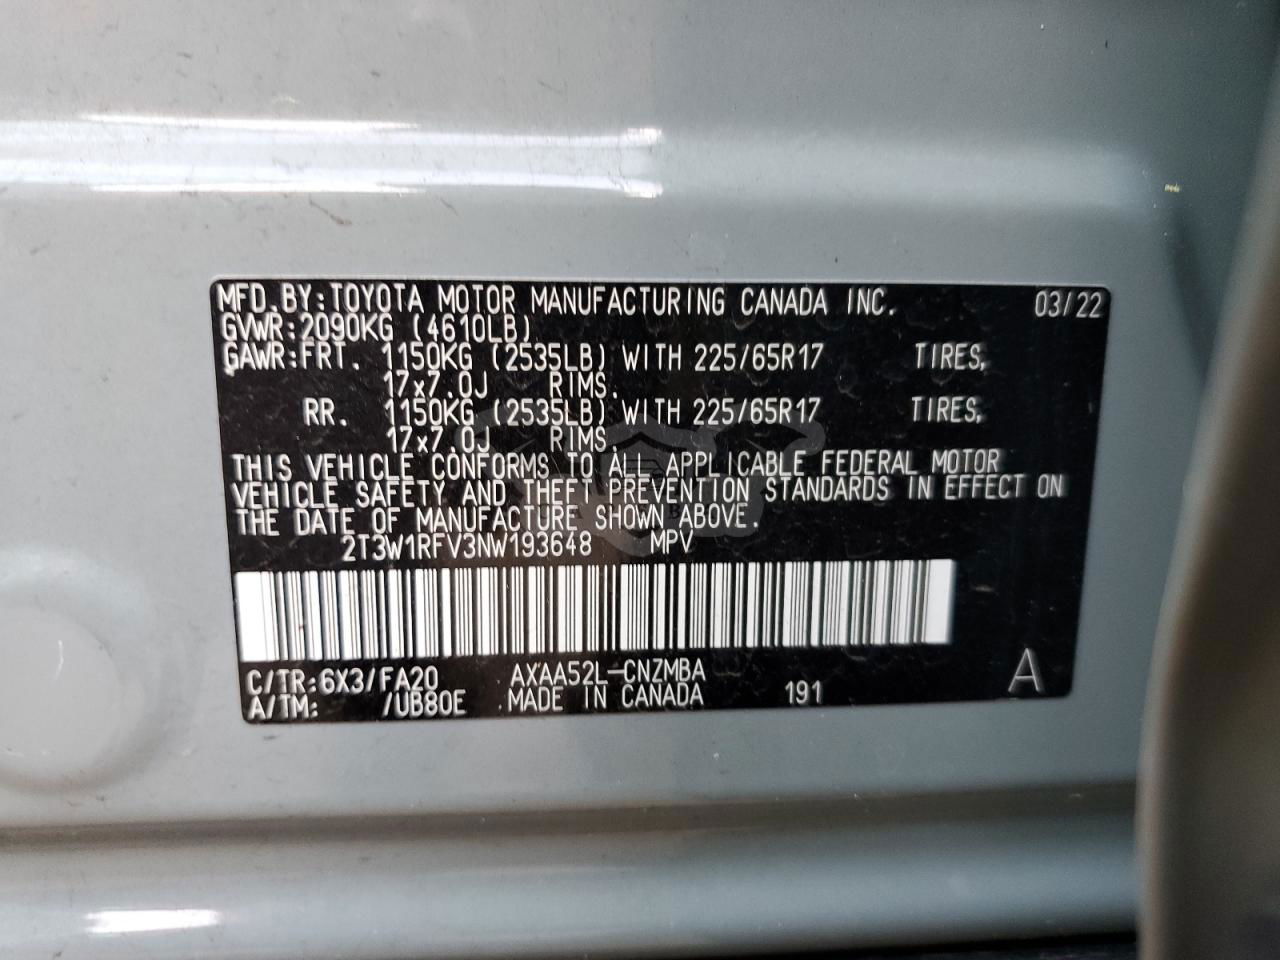 MFD.BY:TOYOTA MOTOR MANUFACTURING CANADA INC. 03/22
GVWR:2090KG (4610LB)
GAWR:FRT. 1150KG (2535LB) WITH 225/65R17 TIRES,
17x7.0J RIMS.
RR. 1150KG (2535LB) WITH 225/65R17 TIRES,
17x7.0J RIMS.
THIS VEHICLE CONFORMS TO ALL APPLICABLE FEDERAL MOTOR
VEHICLE SAFETY AND THEFT PREVENTION STANDARDS IN EFFECT ON
THE DATE OF MANUFACTURE SHOWN ABOVE.
2T3W1RFV3NW193648 MPV
C/TR:6X3/FA20 AXAA52L-CNZMBA A
A/TM: /UB80E MADE IN CANADA 191